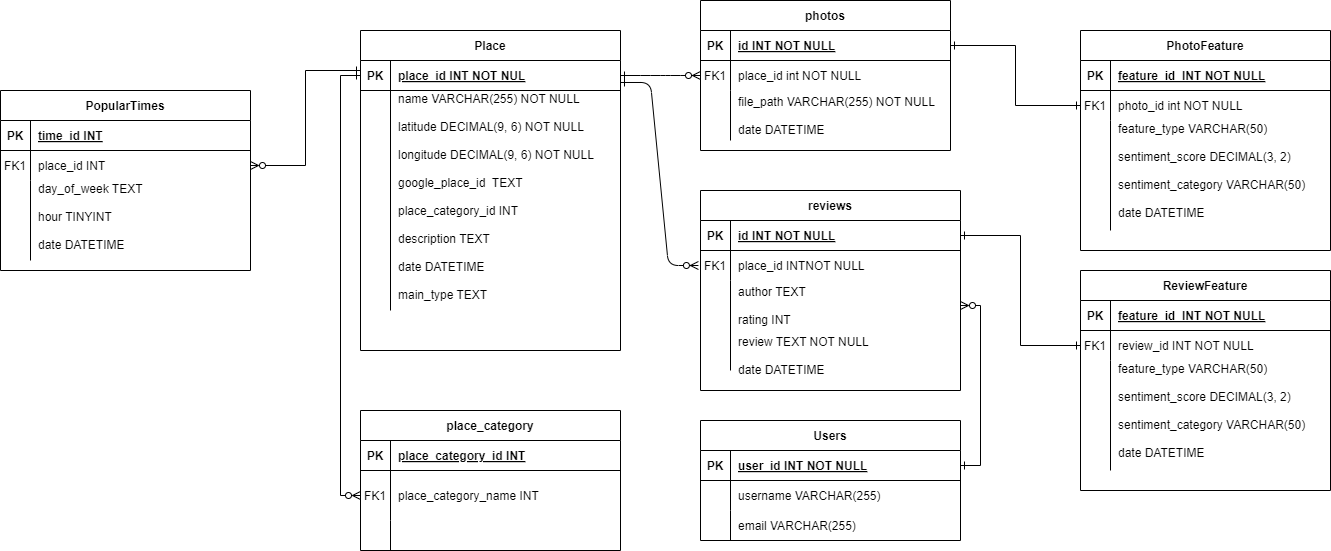 PopularTimes
PK time_id INT
FK1 place_id INT
day_of_week TEXT
hour TINYINT
date DATETIME
Place
PK place_id INT NOT NUL
name VARCHAR(255) NOT NULL
latitude DECIMAL(9, 6) NOT NULL
longitude DECIMAL(9, 6) NOT NULL
google_place_id TEXT
place_category_id INT
description TEXT
date DATETIME
main_type TEXT
place_category
PK place_category_id INT
FK1 place_category_name INT
photos
PK id INT NOT NULL
FK1 place_id int NOT NULL
file_path VARCHAR(255) NOT NULL
date DATETIME
reviews
PK id INT NOT NULL
FK1 place_id INTNOT NULL
author TEXT
rating INT
review TEXT NOT NULL
date DATETIME
Users
PK user_id INT NOT NULL
username VARCHAR(255)
email VARCHAR(255)
PhotoFeature
PK feature_id INT NOT NULL
FK1 photo_id int NOT NULL
feature_type VARCHAR(50)
sentiment_score DECIMAL(3, 2)
sentiment_category VARCHAR(50)
date DATETIME
ReviewFeature
PK feature_id INT NOT NULL
FK1 review_id INT NOT NULL
feature_type VARCHAR(50)
sentiment_score DECIMAL(3, 2)
sentiment_category VARCHAR(50)
date DATETIME